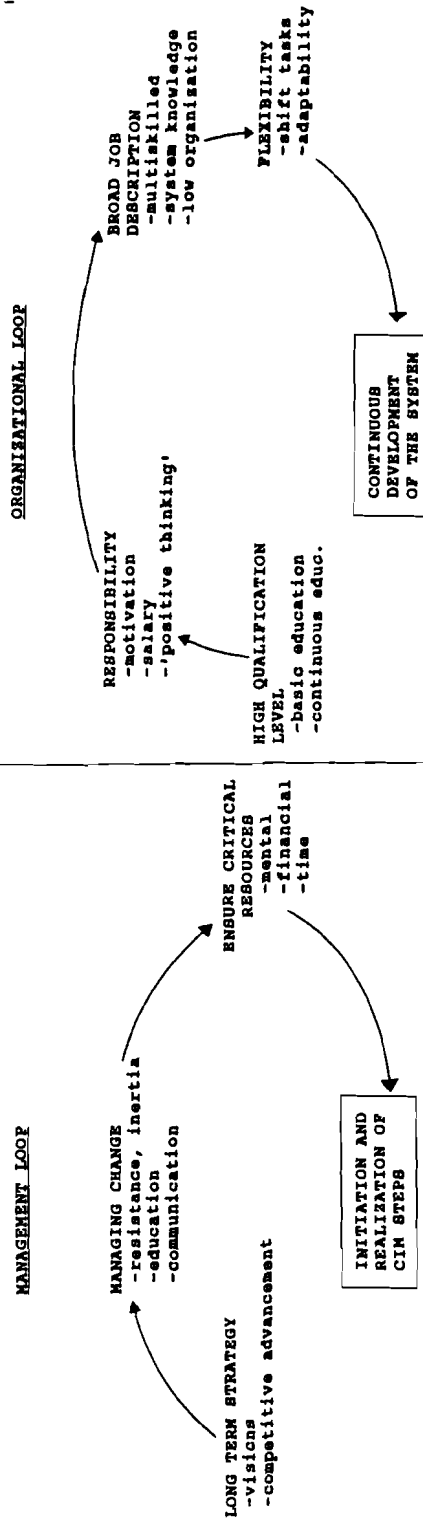 MANAGEMENT LOOP
MANAGING CHANGE
-resistance, inertia
-education
-communication
LONG TERM STRATEGY
-visions
-competitive advancement
ENSURE CRITICAL
RESOURCES
-mental
-financial
-time
INITIATION AND
REALIZATION OF
CIM STEPS
ORGANIZATIONAL LOOP
RESPONSIBILITY
-motivation
-salary
-'positive thinking'
HIGH QUALIFICATION
LEVEL
-basic education
-continuous educ.
BROAD JOB
DESCRIPTION
-multiskilled
-system knowledge
-low organization
FLEXIBILITY
-shift tasks
-adaptability
CONTINUOUS
DEVELOPMENT
OF THE SYSTEM